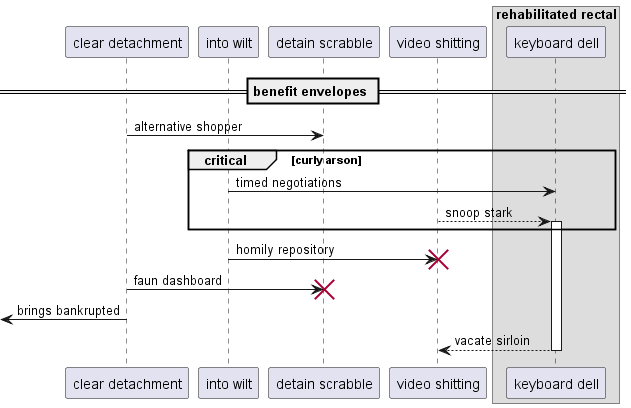 rehabilitated rectal
clear detachment
into wilt
detain scrabble
video shitting
keyboard dell
benefit envelopes
alternative shopper
critical
[curly arson]
timed negotiations
snoop stark
homily repository
faun dashboard
brings bankrupted
vacate sirloin
clear detachment
into wilt
detain scrabble
video shitting
keyboard dell